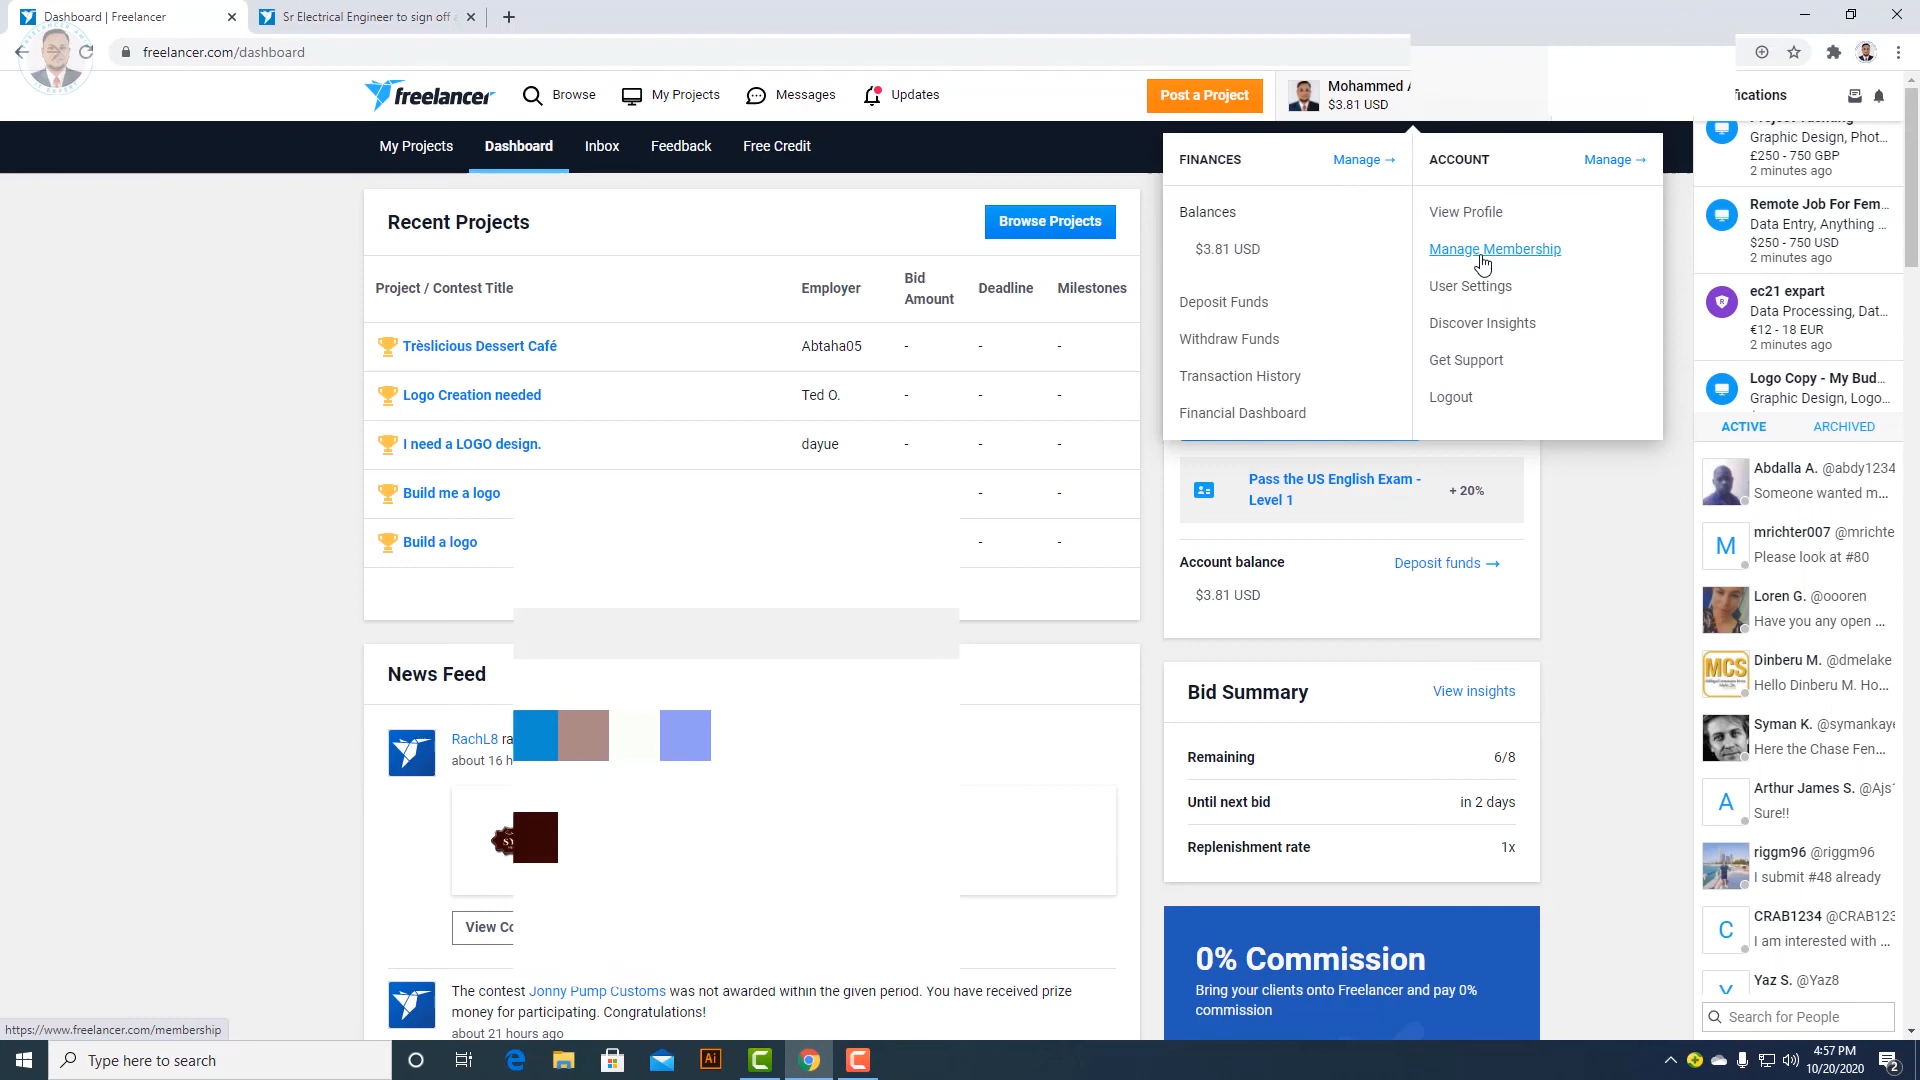 Dashboard | Freelancer
Sr Electrical Engineer to sign off
freelancer.com/dashboard
freelancer
Browse
My Projects
Messages
Updates
Post a Project
Mohammed
$3.81 USD
fications
My Projects
Dashboard
Inbox
Feedback
Free Credit
FINANCES
Manage →
Balances
$3.81 USD
Deposit Funds
Withdraw Funds
Transaction History
Financial Dashboard
ACCOUNT
Manage →
View Profile
Manage Membership
User Settings
Discover Insights
Get Support
Logout
Recent Projects
Browse Projects
Project / Contest Title
Employer
Bid Amount
Deadline
Milestones
Trèslicious Dessert Café
Abtaha05
-
-
-
Logo Creation needed
Ted O.
-
-
-
I need a LOGO design.
dayue
-
-
-
Build me a logo
-
-
Build a logo
-
-
Pass the US English Exam -
Level 1
+ 20%
Account balance
Deposit funds →
$3.81 USD
News Feed
RachL8 ra
about 16 h
View Co
The contest Jonny Pump Customs was not awarded within the given period. You have received prize
money for participating. Congratulations!
about 21 hours ago
Bid Summary
View insights
Remaining
6/8
Until next bid
in 2 days
Replenishment rate
1x
0% Commission
Bring your clients onto Freelancer and pay 0%
commission
Graphic Design, Phot...
£250 - 750 GBP
2 minutes ago
Remote Job For Fem...
Data Entry, Anything ...
$250 - 750 USD
2 minutes ago
ec21 expart
Data Processing, Dat...
€12 - 18 EUR
2 minutes ago
Logo Copy - My Bud...
Graphic Design, Logo...
ACTIVE
ARCHIVED
Abdalla A. @abdy1234
Someone wanted m...
M
mrichter007 @mrichte
Please look at #80
Loren G. @oooren
Have you any open ...
MCS
Dinberu M. @dmelake
Hello Dinberu M. Ho...
Syman K. @symankaye
Here the Chase Fen...
A
Arthur James S. @Ajs1
Sure!!
riggm96 @riggm96
I submit #48 already
C
CRAB1234 @CRAB123
I am interested with ...
Y
Yaz S. @Yaz8
Search for People
https://www.freelancer.com/membership
Type here to search
Ai
4:57 PM
10/20/2020
2